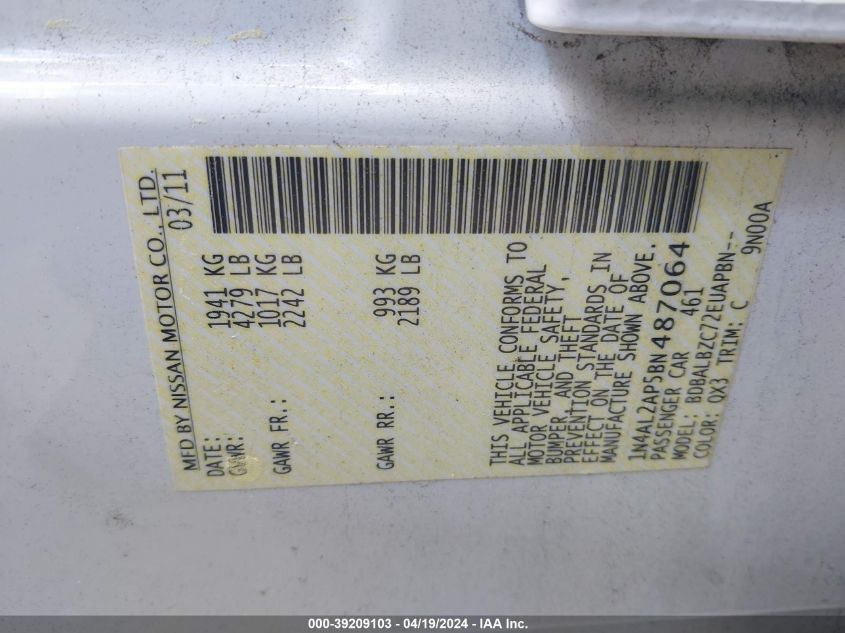 MFD BY NISSAN MOTOR CO., LTD.
DATE: 03/11
GVWR: 1941 KG
4279 LB
GAWR FR.: 1017 KG
2242 LB
GAWR RR.: 993 KG
2189 LB
THIS VEHICLE CONFORMS TO
ALL APPLICABLE FEDERAL
MOTOR VEHICLE SAFETY,
BUMPER, AND THEFT
PREVENTION STANDARDS IN
EFFECT ON THE DATE OF
MANUFACTURE SHOWN ABOVE.
1N4AL2AP5BN487064
PASSENGER CAR 461
MODEL: BDBALBZC72EUAPBN--
COLOR: QX3 TRIM: C 9N00A
000-39209103 - 04/19/2024 - IAA Inc.